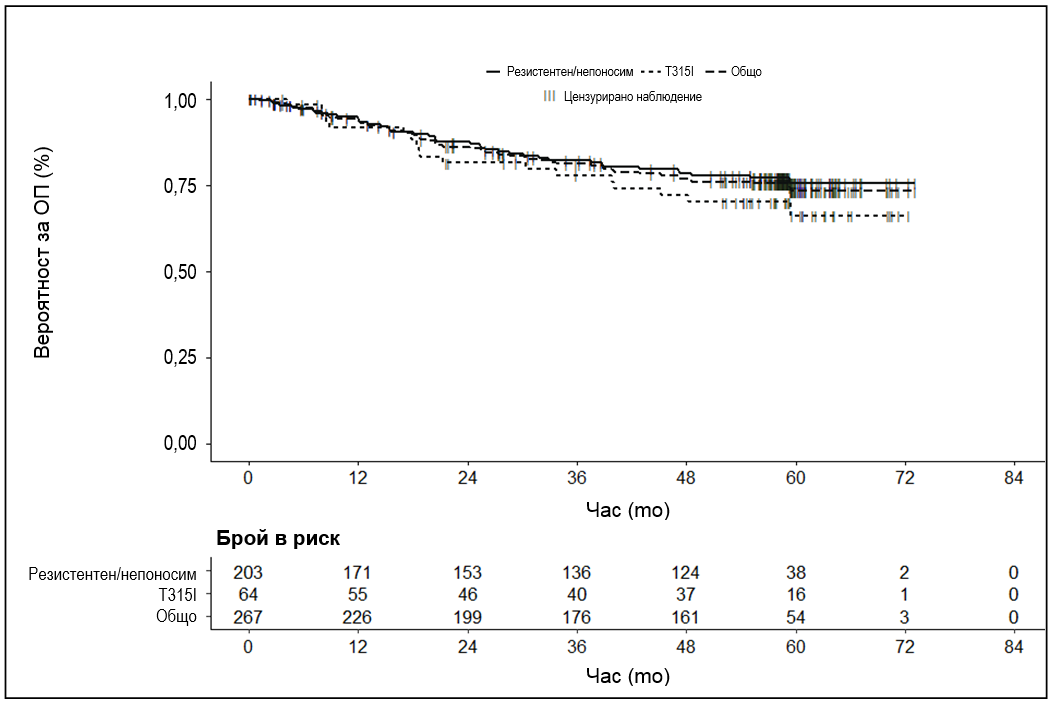 Резистентен/непоносим T315I Общо
Цензурирано наблюдение
Вероятност за ОП (%)
1,00
0,75
0,50
0,25
0,00
0 12 24 36 48 60 72 84
Час (mo)
Брой в риск
Резистентен/непоносим 203 171 153 136 124 38 2 0
T315I 64 55 46 40 37 16 1 0
Общо 267 226 199 176 161 54 3 0
0 12 24 36 48 60 72 84
Час (mo)